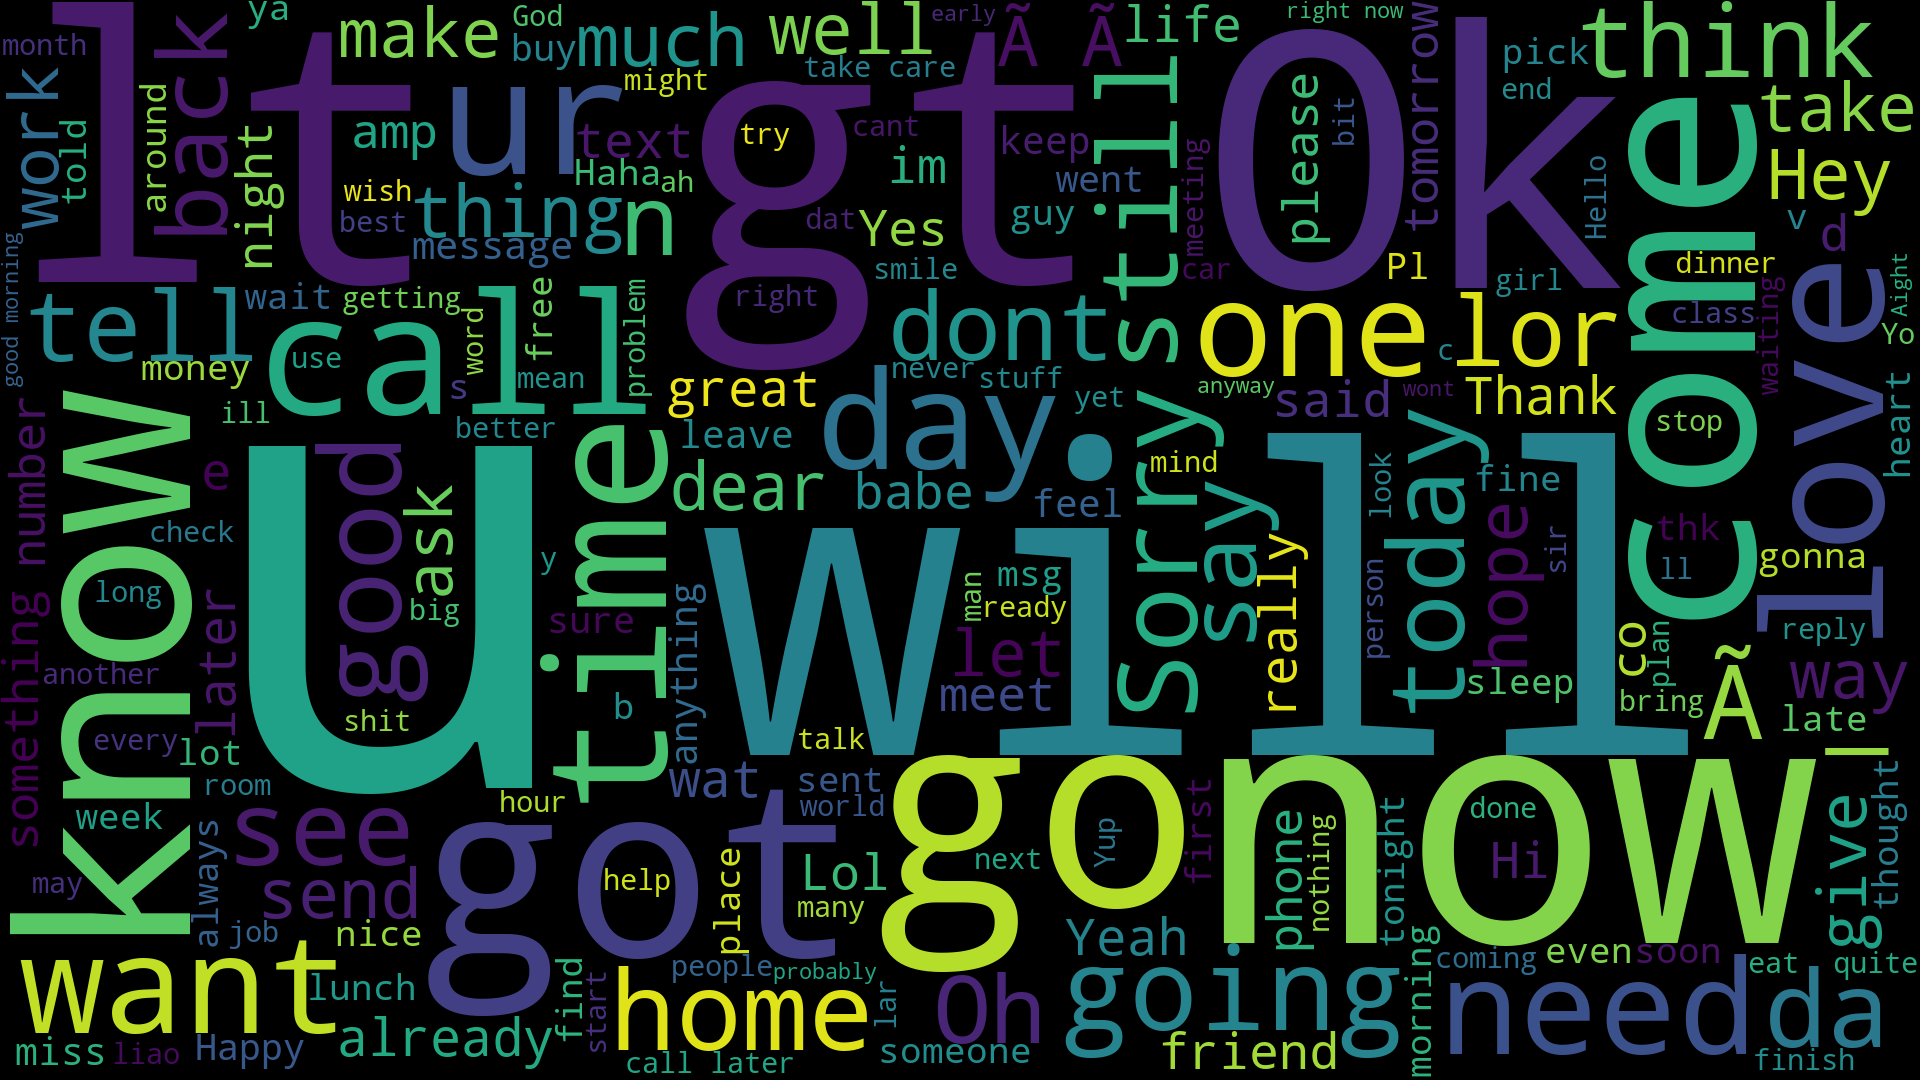 month
ya
God
early
right now
lt
back
make
buy
much
well
Ã Ã
life
tomorrow
pick
think
work
told
around
night
amp
ur
text
might
take care
try
cant
gt
im
keep
still
please
bit
Ok
end
come
take
Hey
wish
best
thing
Haha
ah
n
message
dat
Yes
smile
guy
went
meeting
car
Hello
girl
Pl
dinner
v
d
love
Aight
Yo
good morning
tell
wait
getting
money
call
use
word
free
mean
problem
right
great
dont
never
stuff
yet
one
anyway
said
lor
c
wont
Thank
class
waiting
stop
heart
s
ill
better
know
something
number
check
long
u
good
ask
big
y
time
leave
dear
day
babe
feel
sorry
mind
say
really
look
today
fine
hope
sir
thk
ll
gonna
reply
way
late
e
later
another
every
lot
shit
sure
b
anything
will
man
msg
ready
let
meet
person
sleep
co
plan
bring
Ã
l
room
week
see
send
hour
wat
talk
sent
world
go
now
first
phone
nothing
tonight
done
Hi
give
thought
may
always
job
nice
got
help
place
Lol
many
next
Yup
Yeah
want
lunch
find
start
people
probably
home
lar
Oh
going
morning
coming
even
soon
eat
quite
miss
liao
Happy
already
call later
someone
friend
need
da
finish